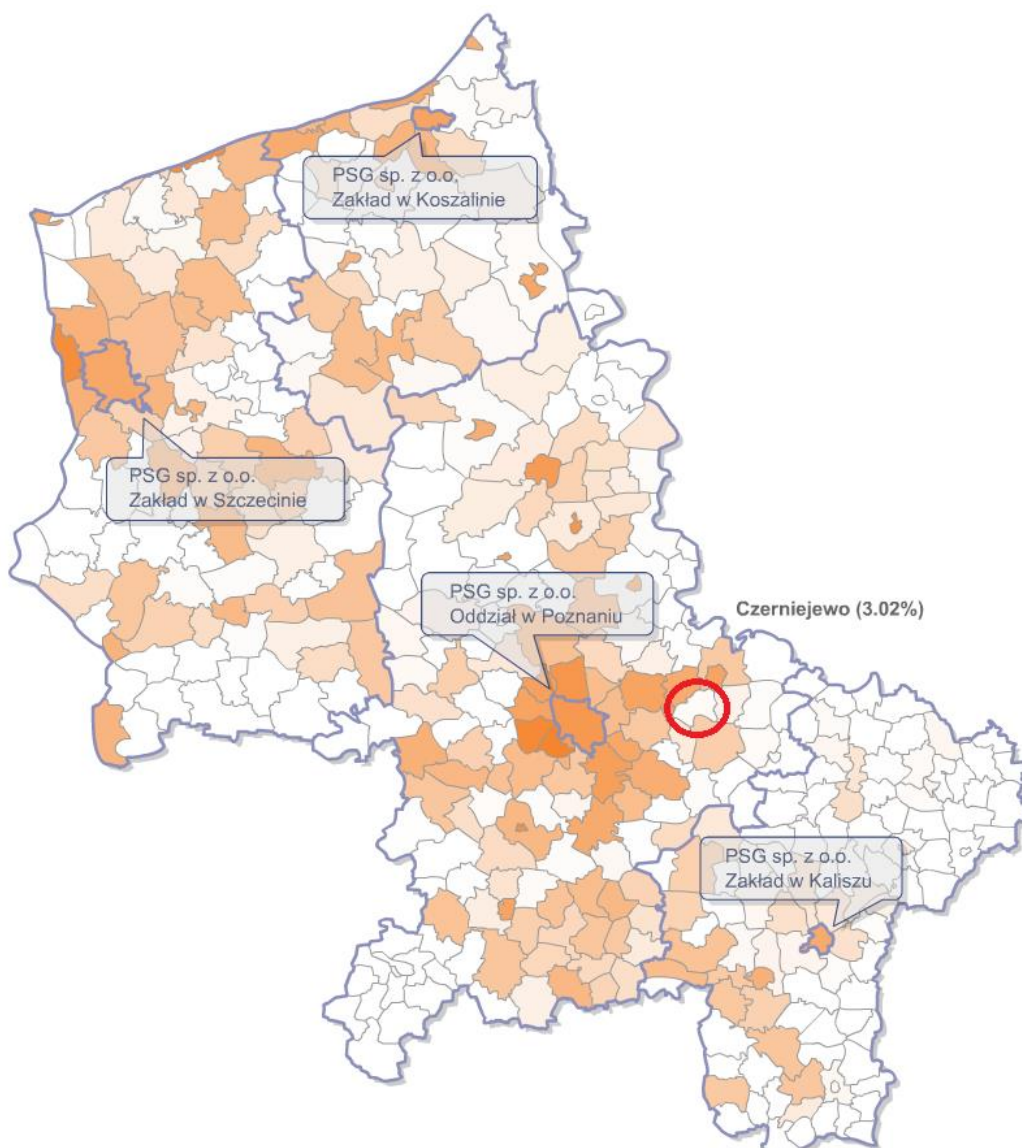 PSG sp. z o.o.
Zakład w Koszalinie
PSG sp. z o.o.
Zakład w Szczecinie
PSG sp. z o.o.
Oddział w Poznaniu
Czerniejewo (3.02%)
PSG sp. z o.o.
Zakład w Kaliszu